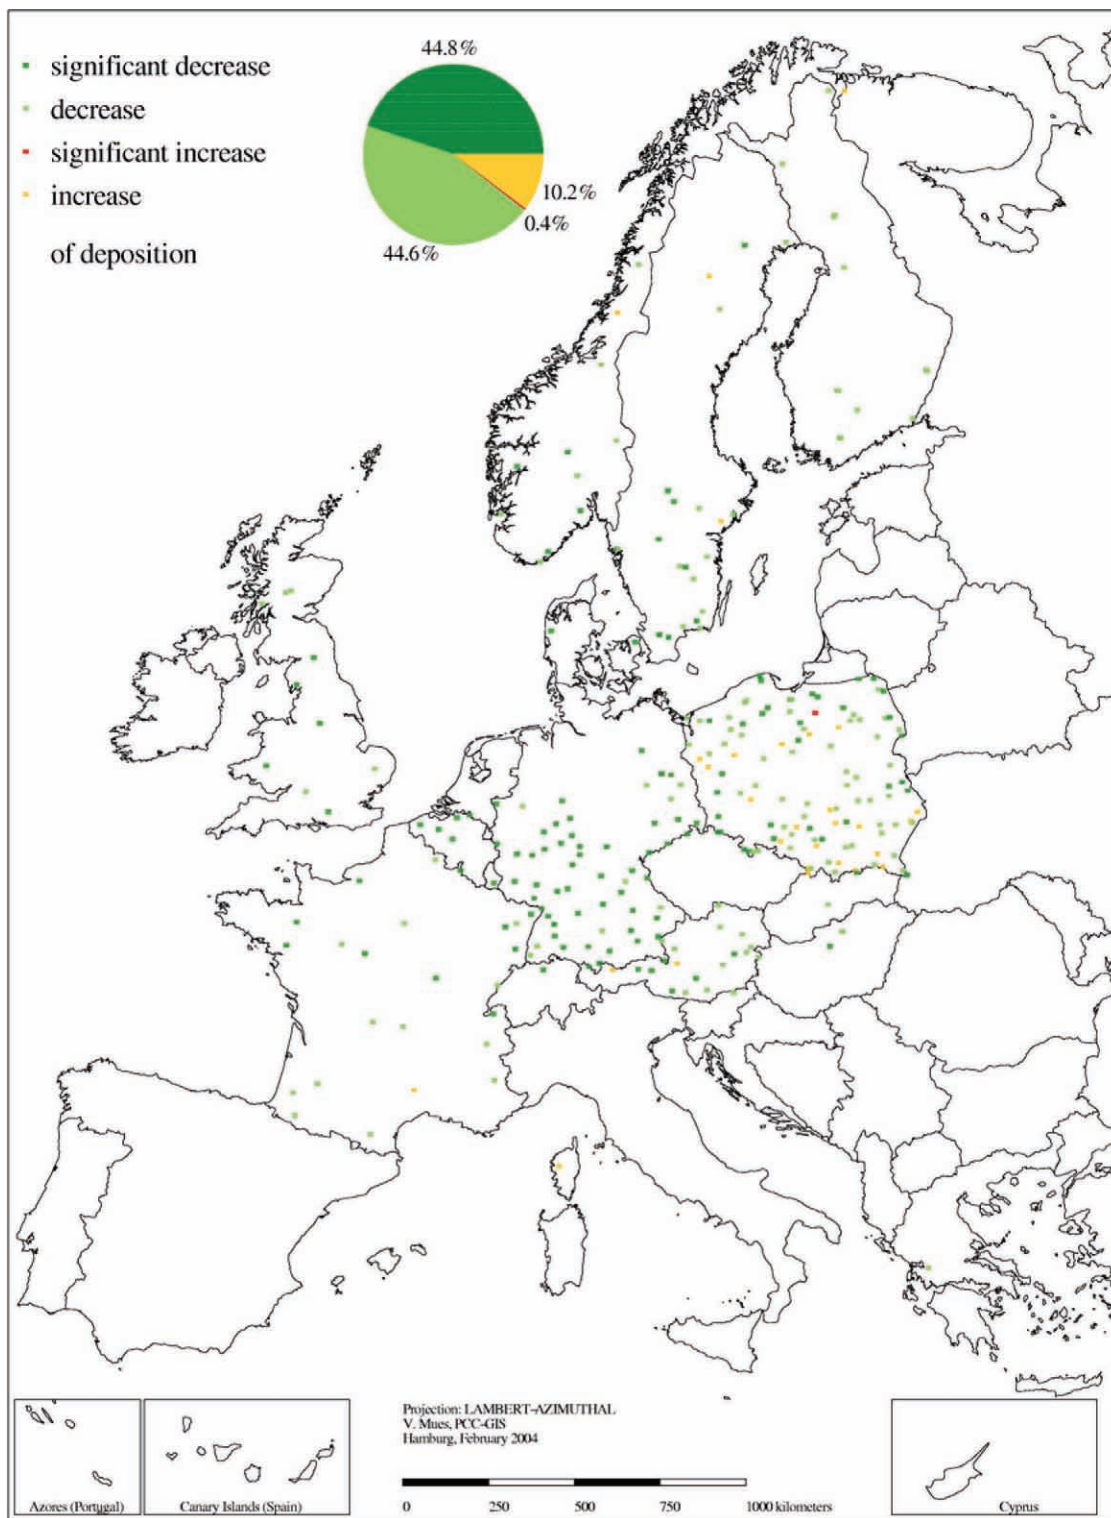 44.8%
significant decrease
decrease
significant increase
increase
10.2%
0.4%
of deposition
44.6%
Projection: LAMBERT-AZIMUTHAL
V. Mues, PCC-GIS
Hamburg, February 2004
0 250 500 750 1000 kilometers
Azores (Portugal)
Canary Islands (Spain)
Cyprus